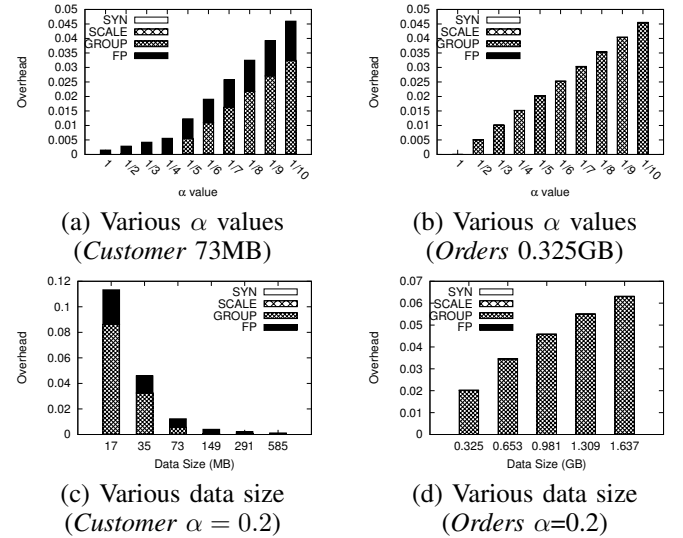 0.05
0.045
0.04
0.035
0.03
0.025
0.02
0.015
0.01
0.005
0
Overhead
SYN
SCALE
GROUP
FP
1 1/2 1/3 1/4 1/5 1/6 1/7 1/8 1/9 1/10
α value
(a) Various α values
(Customer 73MB)
0.05
0.045
0.04
0.035
0.03
0.025
0.02
0.015
0.01
0.005
0
Overhead
SYN
SCALE
GROUP
FP
1 1/2 1/3 1/4 1/5 1/6 1/7 1/8 1/9 1/10
α value
(b) Various α values
(Orders 0.325GB)
0.12
0.1
0.08
0.06
0.04
0.02
0
Overhead
SYN
SCALE
GROUP
FP
17 35 73 149 291 585
Data Size (MB)
(c) Various data size
(Customer α = 0.2)
0.07
0.06
0.05
0.04
0.03
0.02
0.01
0
Overhead
SYN
SCALE
GROUP
FP
0.325 0.653 0.981 1.309 1.637
Data Size (GB)
(d) Various data size
(Orders α=0.2)